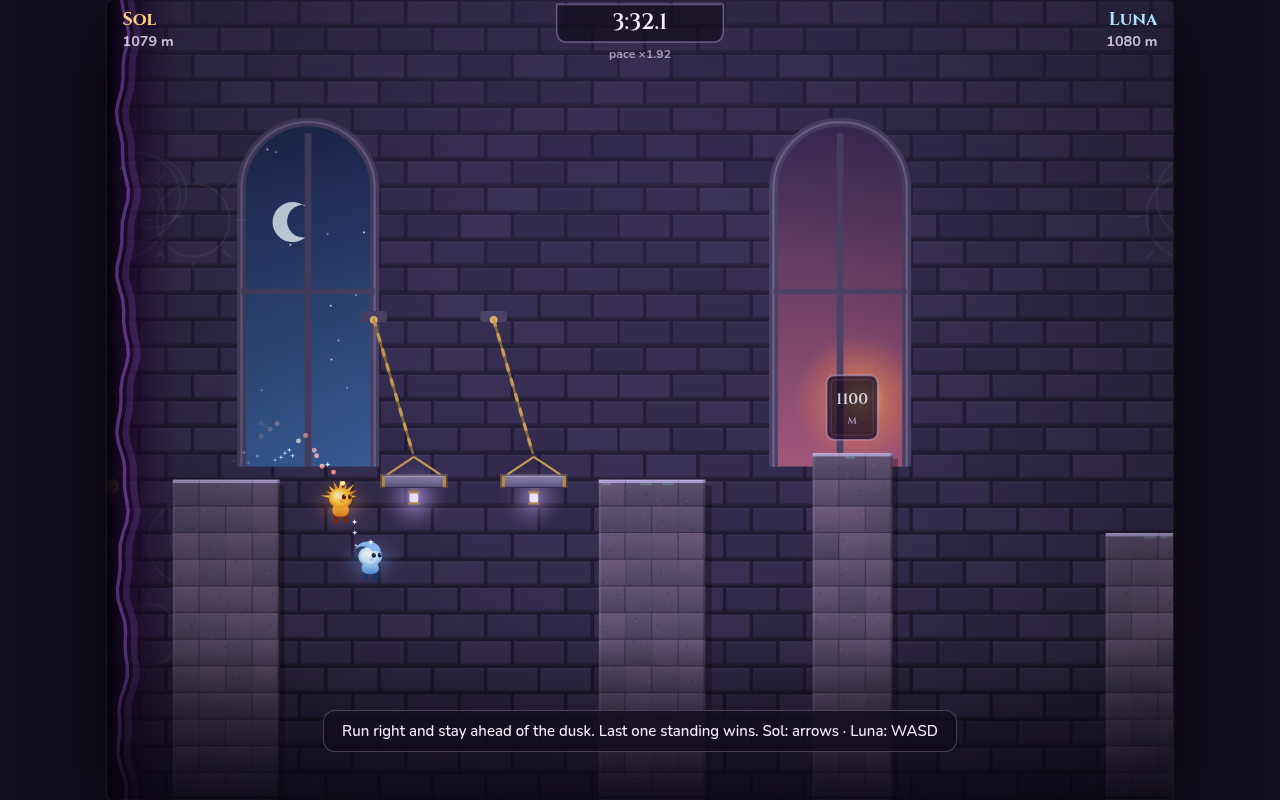 Sol
1079 m
3:32.1
pace ×1.92
Luna
1080 m
1100
M
Run right and stay ahead of the dusk. Last one standing wins. Sol: arrows · Luna: WASD